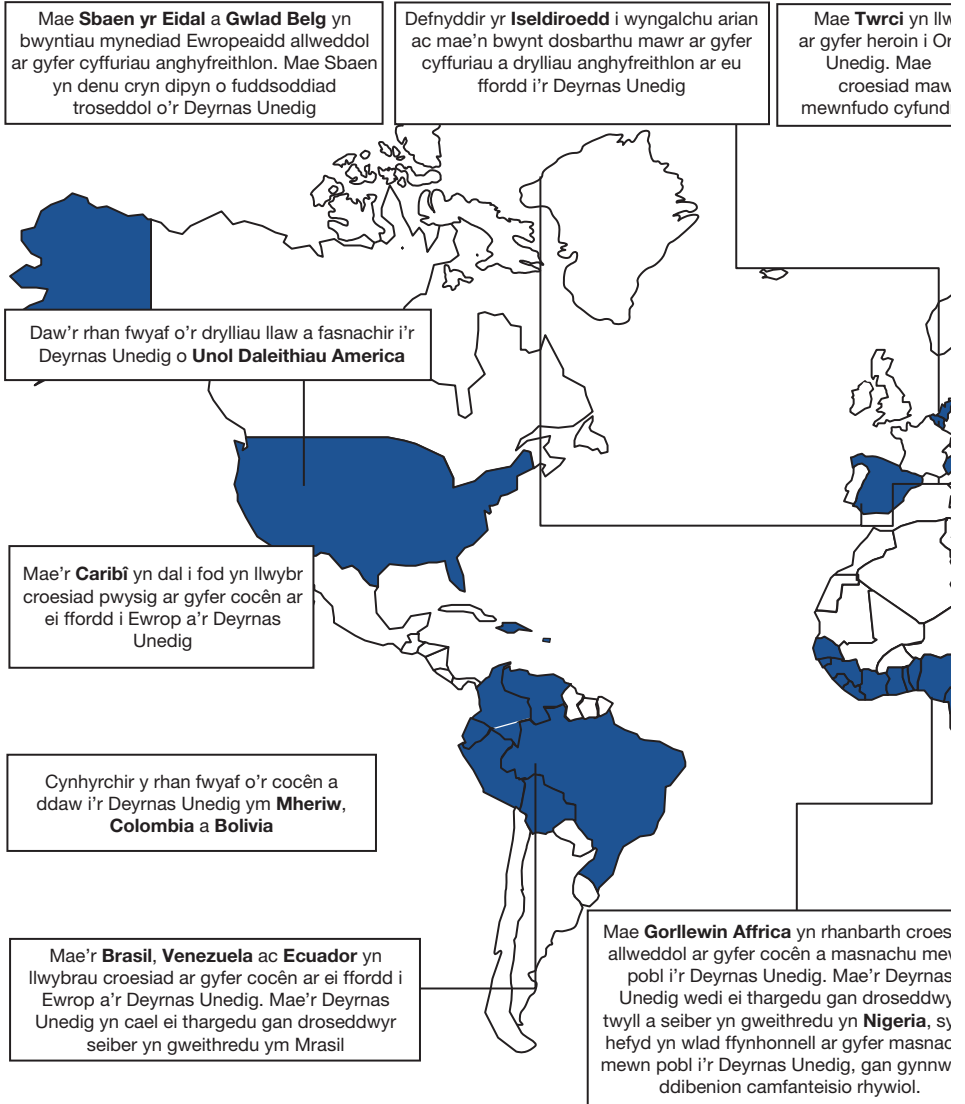 Mae Sbaen yr Eidal a Gwlad Belg yn
bwyntiau mynediad Ewropeaidd allweddol
ar gyfer cyffuriau anghyfreithlon. Mae Sbaen
yn denu cryn dipyn o fuddsoddiad
troseddol o'r Deyrnas Unedig
Defnyddir yr Iseldiroedd i wyngalchu arian
ac mae'n bwynt dosbarthu mawr ar gyfer
cyffuriau a drylliau anghyfreithlon ar eu
ffordd i'r Deyrnas Unedig
Mae Twrci yn
ar gyfer heroin i
Unedig. Mae
croesiad
mewnfudo
Daw'r rhan fwyaf o'r drylliau llaw a fasnachir i'r
Deyrnas Unedig o Unol Daleithiau America
Mae'r Caribî yn dal i fod yn llwybr
croesiad pwysig ar gyfer cocên ar
ei ffordd i Ewrop a'r Deyrnas
Unedig
Cynhyrchir y rhan fwyaf o'r cocên a
ddaw i'r Deyrnas Unedig ym Mheriw,
Colombia a Bolivia
Mae'r Brasil, Venezuela ac Ecuador yn
llwybrau croesiad ar gyfer cocên ar ei ffordd i
Ewrop a'r Deyrnas Unedig. Mae'r Deyrnas
Unedig yn cael ei thargedu gan droseddwyr
seiber yn gweithredu ym Mrasil
Mae Gorllewin Affrica yn rhanbarth
allweddol ar gyfer cocên a masnachu
pobl i'r Deyrnas Unedig. Mae'r Deyrnas
Unedig wedi ei thargedu gan
twyll a seiber yn gweithredu yn Nigeria,
hefyd yn wlad ffynhonnell ar gyfer
mewn pobl i'r Deyrnas Unedig, gan
ddibenion camfanteisio rhywiol.